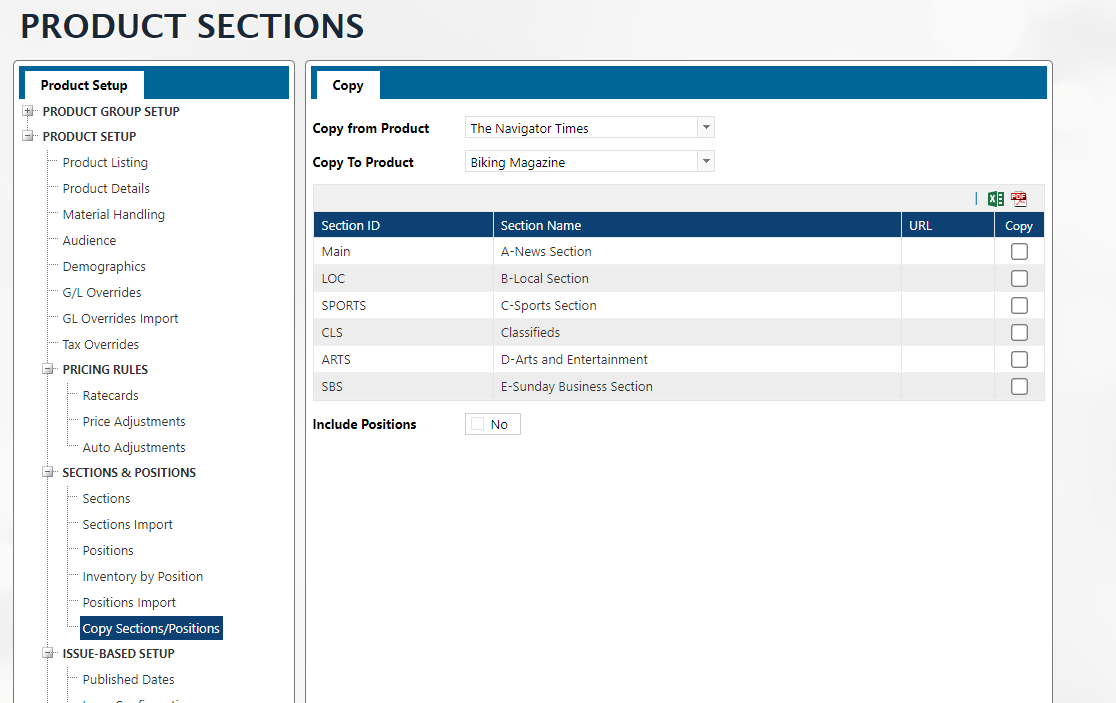 PRODUCT SECTIONS
Product Setup
PRODUCT GROUP SETUP
PRODUCT SETUP
Product Listing
Product Details
Material Handling
Audience
Demographics
G/L Overrides
GL Overrides Import
Tax Overrides
PRICING RULES
Ratecards
Price Adjustments
Auto Adjustments
SECTIONS & POSITIONS
Sections
Sections Import
Positions
Inventory by Position
Positions Import
Copy Sections/Positions
ISSUE-BASED SETUP
Published Dates
Copy
Copy from Product The Navigator Times
Copy To Product Biking Magazine
Section ID Section Name URL Copy
Main A-News Section
LOC B-Local Section
SPORTS C-Sports Section
CLS Classifieds
ARTS D-Arts and Entertainment
SBS E-Sunday Business Section
Include Positions No